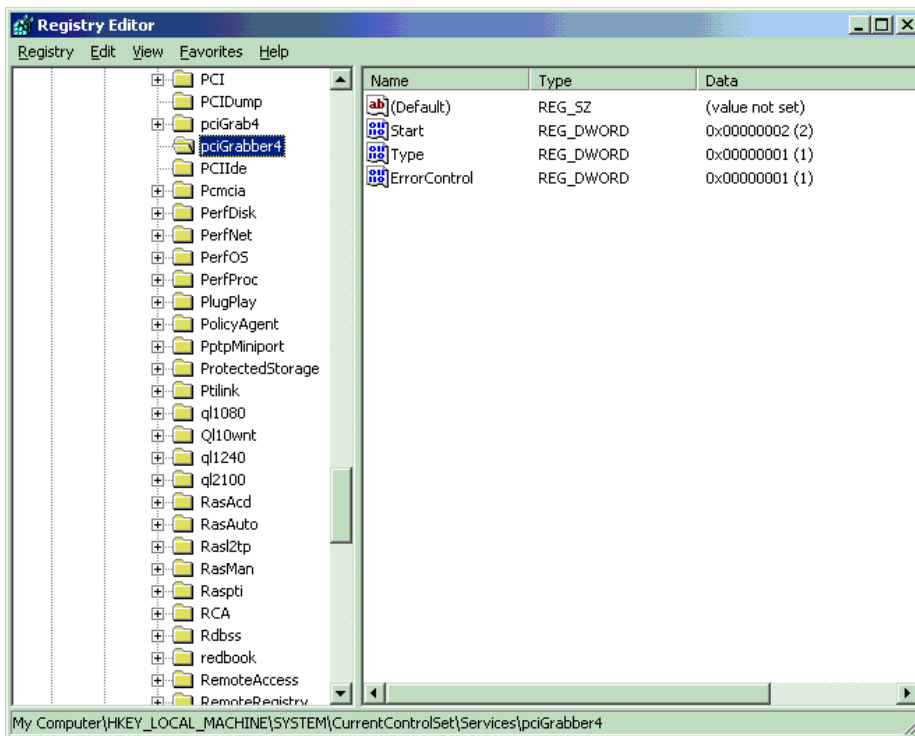 Registry Editor
Registry Edit View Favorites Help
PCI
PCIDump
pciGrab4
pciGrabber4
PCIIde
Pcmcia
PerfDisk
PerfNet
PerfOS
PerfProc
PlugPlay
PolicyAgent
PptpMiniport
ProtectedStorage
Ptilink
ql1080
Ql10wnt
ql1240
ql2100
RasAcd
RasAuto
Rasl2tp
RasMan
Raspti
RCA
Rdbss
redbook
RemoteAccess
RemoteRegistry
Name Type Data
(Default) REG_SZ (value not set)
Start REG_DWORD 0x00000002 (2)
Type REG_DWORD 0x00000001 (1)
ErrorControl REG_DWORD 0x00000001 (1)
My Computer\HKEY_LOCAL_MACHINE\SYSTEM\CurrentControlSet\Services\pciGrabber4